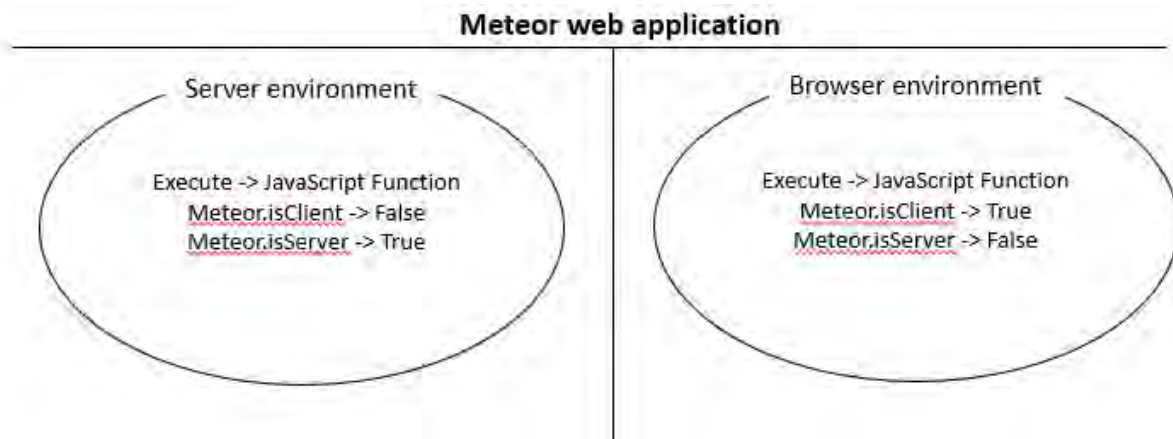 Meteor web application
Server environment
Execute -> JavaScript Function
Meteor.isClient -> False
Meteor.isServer -> True
Browser environment
Execute -> JavaScript Function
Meteor.isClient -> True
Meteor.isServer -> False